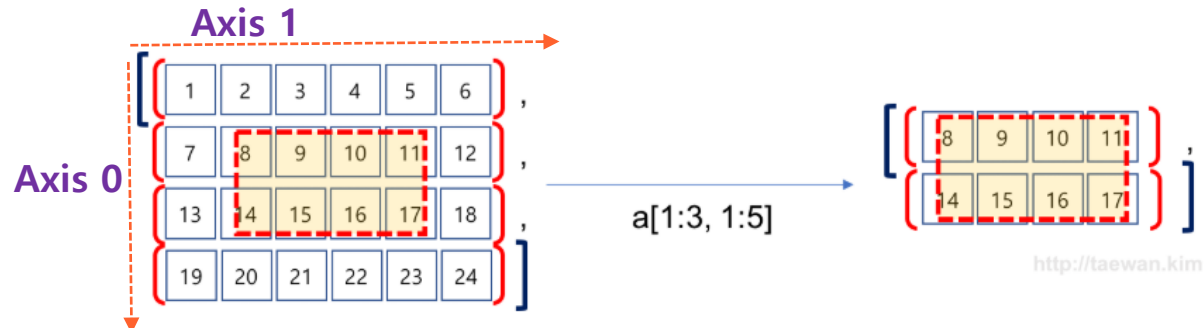 Axis 1
Axis 0
[ ( 1 2 3 4 5 6 ) ,
( 7 8 9 10 11 12 ) ,
( 13 14 15 16 17 18 ) ,
( 19 20 21 22 23 24 ) ]
a[1:3, 1:5]
[ ( 8 9 10 11 ) ,
( 14 15 16 17 ) ]
http://taewan.kim